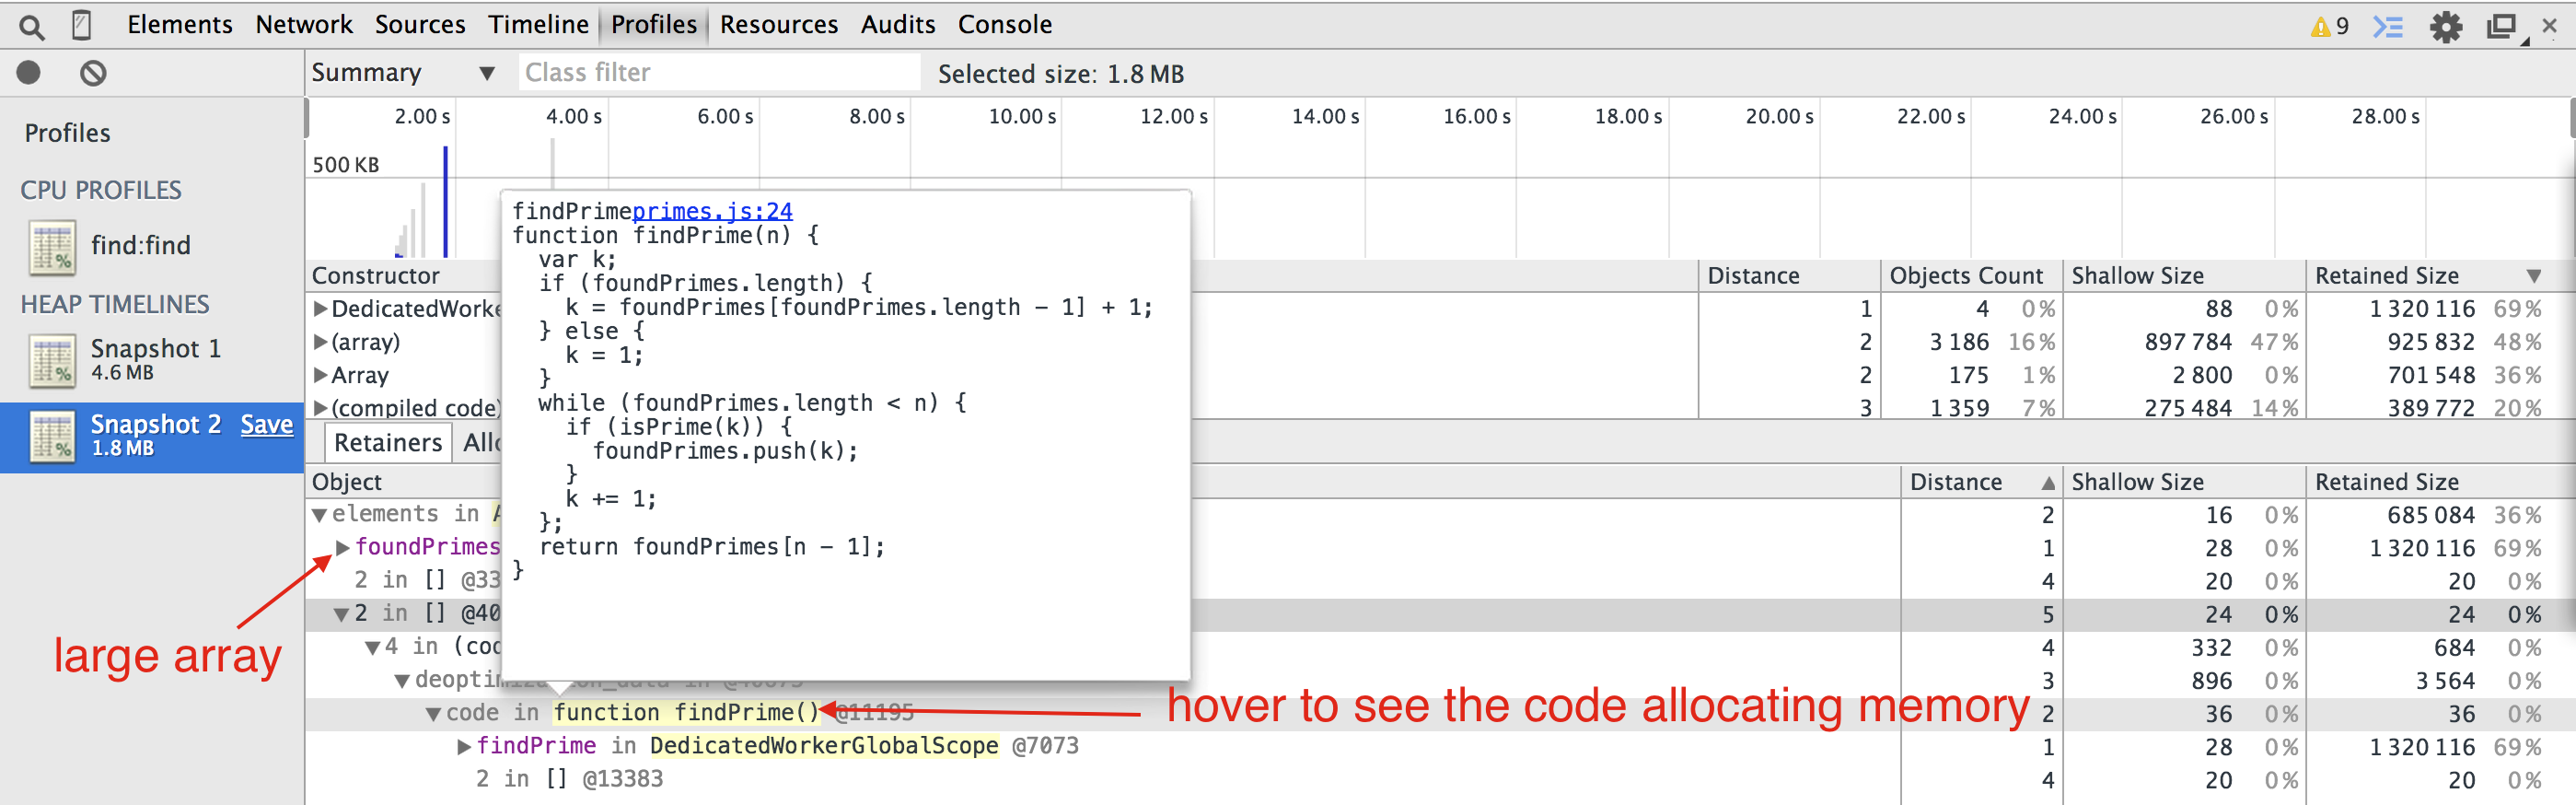 Elements Network Sources Timeline Profiles Resources Audits Console 9
Summary Class filter Selected size: 1.8 MB
Profiles
CPU PROFILES
find:find
HEAP TIMELINES
Snapshot 1
4.6 MB
Snapshot 2 Save
1.8 MB
2.00 s 4.00 s 6.00 s 8.00 s 10.00 s 12.00 s 14.00 s 16.00 s 18.00 s 20.00 s 22.00 s 24.00 s 26.00 s 28.00 s
500 KB
findPrimeprimes.js:24
function findPrime(n) {
  var k;
  if (foundPrimes.length) {
    k = foundPrimes[foundPrimes.length - 1] + 1;
  } else {
    k = 1;
  }
  while (foundPrimes.length < n) {
    if (isPrime(k)) {
      foundPrimes.push(k);
    }
    k += 1;
  };
  return foundPrimes[n - 1];
}
Constructor Distance Objects Count Shallow Size Retained Size
DedicatedWorke 1 4 0% 88 0% 1 320 116 69%
(array) 2 3 186 16% 897 784 47% 925 832 48%
Array 2 175 1% 2 800 0% 701 548 36%
(compiled code) 3 1 359 7% 275 484 14% 389 772 20%
Retainers
Object Distance Shallow Size Retained Size
elements in 2 16 0% 685 084 36%
foundPrimes 1 28 0% 1 320 116 69%
2 in [] @33 4 20 0% 20 0%
2 in [] @40 5 24 0% 24 0%
4 in (cod 4 332 0% 684 0%
3 896 0% 3 564 0%
code in function findPrime() @11195 2 36 0% 36 0%
findPrime in DedicatedWorkerGlobalScope @7073 1 28 0% 1 320 116 69%
2 in [] @13383 4 20 0% 20 0%
large array
hover to see the code allocating memory